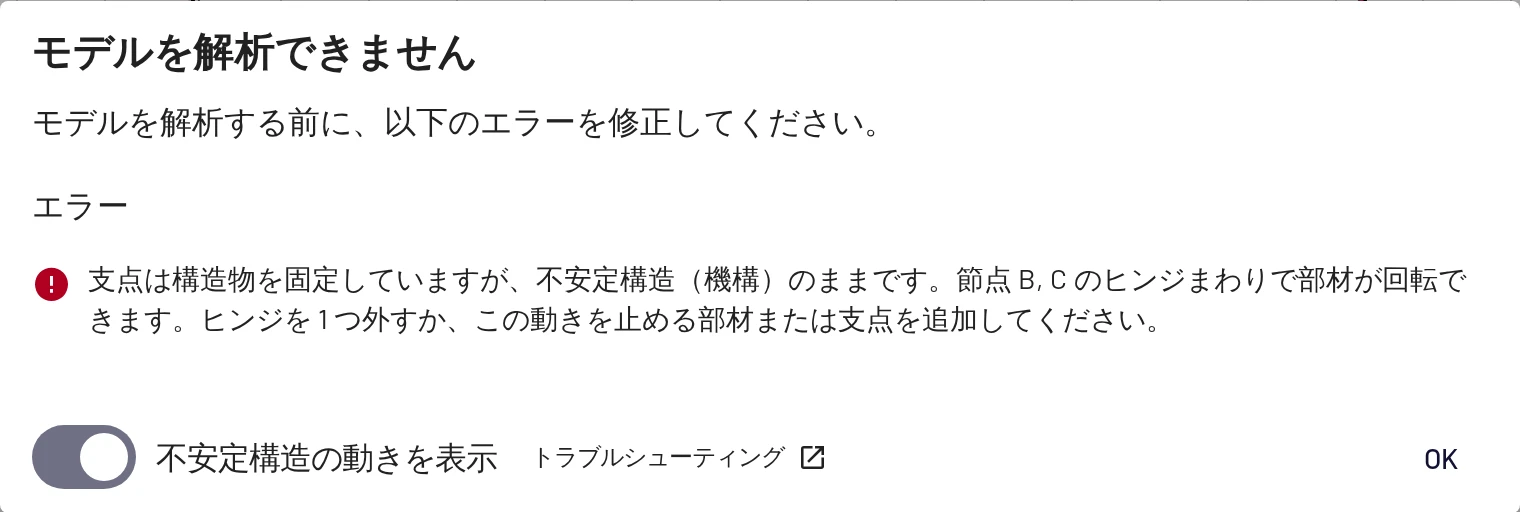 モデルを解析できません
モデルを解析する前に、以下のエラーを修正してください。
エラー
支点は構造物を固定していますが、不安定構造（機構）のままです。節点 B, C のヒンジまわりで部材が回転で
きます。ヒンジを 1 つ外すか、この動きを止める部材または支点を追加してください。
不安定構造の動きを表示 トラブルシューティング OK